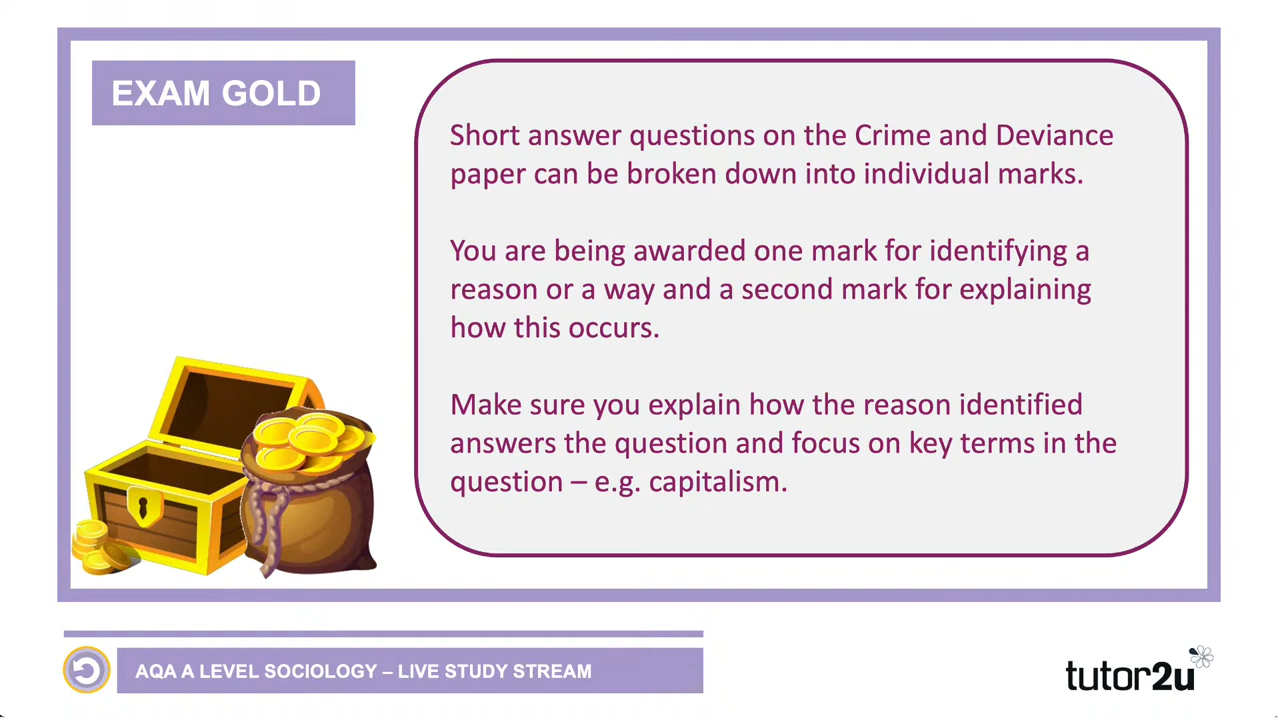 EXAM GOLD
Short answer questions on the Crime and Deviance
paper can be broken down into individual marks.
You are being awarded one mark for identifying a
reason or a way and a second mark for explaining
how this occurs.
Make sure you explain how the reason identified
answers the question and focus on key terms in the
question – e.g. capitalism.
AQA A LEVEL SOCIOLOGY – LIVE STUDY STREAM
tutor2u